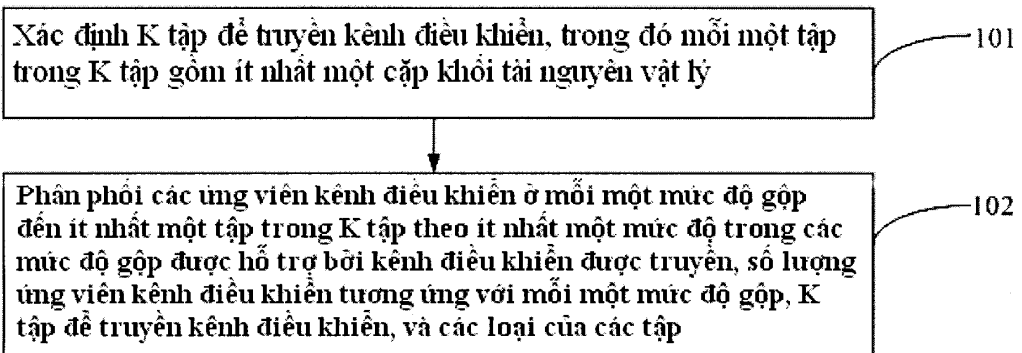 Xác định K tập để truyền kênh điều khiển, trong đó mỗi một tập
trong K tập gồm ít nhất một cặp khối tài nguyên vật lý
101
Phân phối các ứng viên kênh điều khiển ở mỗi một mức độ gộp
đến ít nhất một tập trong K tập theo ít nhất một mức độ trong các
mức độ gộp được hỗ trợ bởi kênh điều khiển được truyền, số lượng
ứng viên kênh điều khiển tương ứng với mỗi một mức độ gộp, K
tập để truyền kênh điều khiển, và các loại của các tập
102